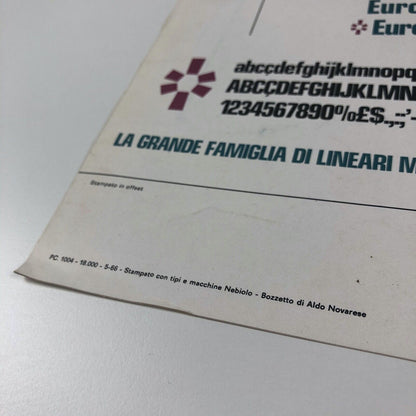 Euro
Euro
abcçdefghijklmnopq
ABCÇDEFGHIJKLMN
1234567890%£$.,:;'-
LA GRANDE FAMIGLIA DI LINEARI M
Stampato in offset
PC. 1004 - 18.000 - 5-66 - Stampato con tipi e macchine Nebiolo - Bozzetto di Aldo Novarese